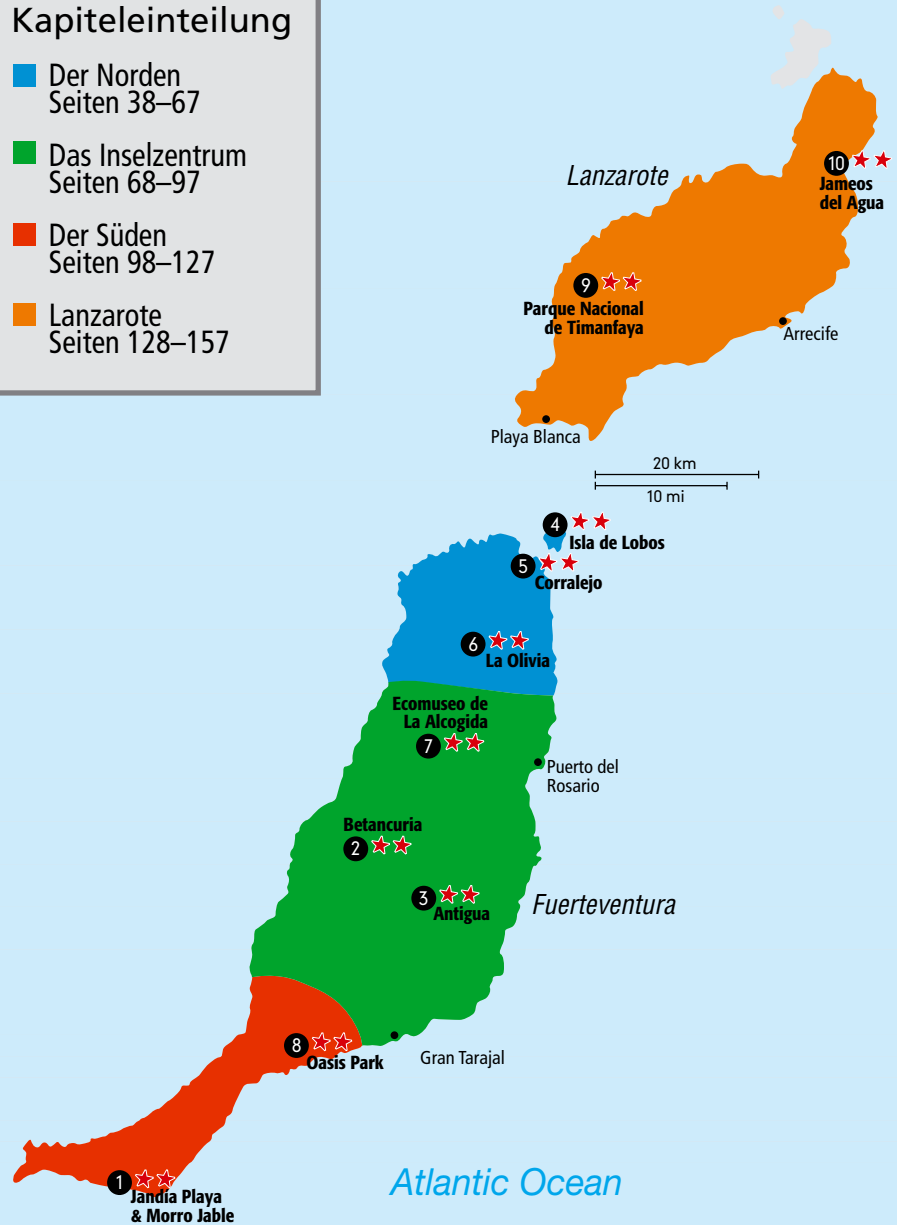 Kapiteleinteilung
Der Norden
Seiten 38–67
Das Inselzentrum
Seiten 68–97
Der Süden
Seiten 98–127
Lanzarote
Seiten 128–157
Lanzarote
10
Jameos
del Agua
9
Parque Nacional
de Timanfaya
Arrecife
Playa Blanca
20 km
10 mi
4
Isla de Lobos
5
Corralejo
6
La Olivia
Ecomuseo de
La Alcogida
7
Puerto del
Rosario
Betancuria
2
3
Antigua
Fuerteventura
8
Oasis Park
Gran Tarajal
1
Jandía Playa
& Morro Jable
Atlantic Ocean